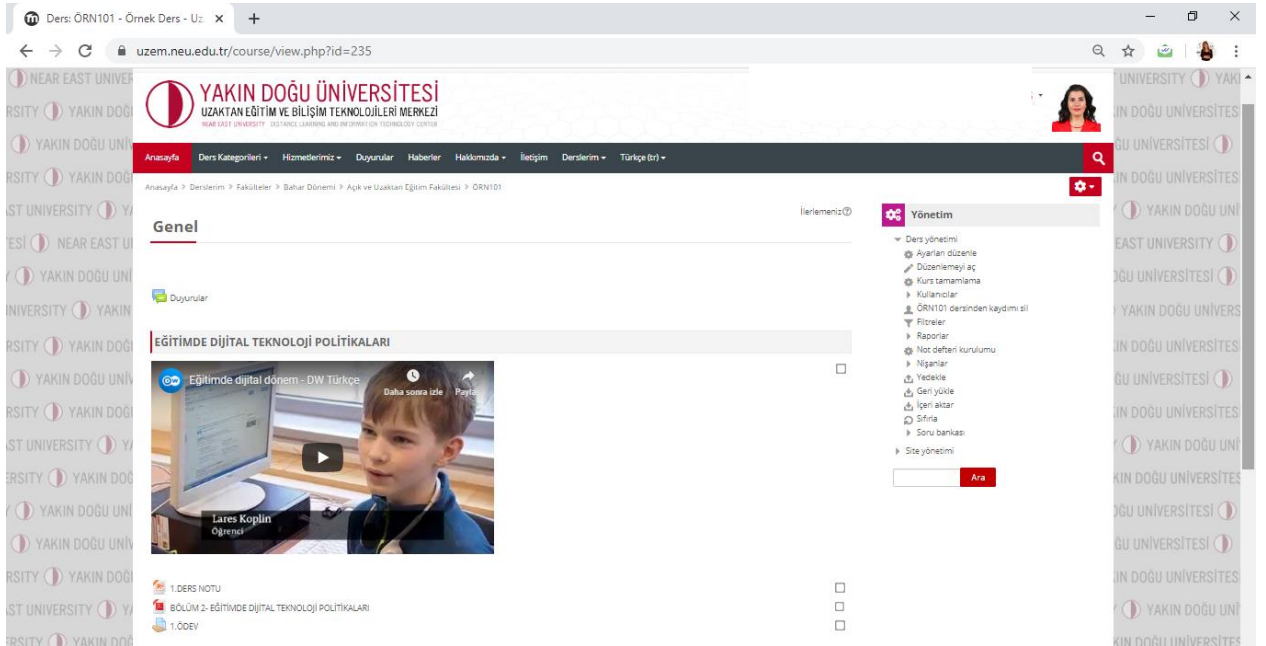 Ders: ÖRN101 - Örnek Ders - Uz
uzem.neu.edu.tr/course/view.php?id=235
YAKIN DOĞU ÜNİVERSİTESİ
UZAKTAN EĞİTİM VE BİLİŞİM TEKNOLOJİLERİ MERKEZİ
NEAR EAST UNIVERSITY DISTANCE LEARNING AND INFORMATION TECHNOLOGY CENTER
Anasayfa Ders Kategorileri Hizmetlerimiz Duyurular Haberler Hakkımızda İletişim Derslerim Türkçe (tr)
Anasayfa > Derslerim > Fakülteler > Bahar Dönemi > Açık ve Uzaktan Eğitim Fakültesi > ÖRN101
İlerlemeniz
Genel
Duyurular
EĞİTİMDE DİJİTAL TEKNOLOJİ POLİTİKALARI
Eğitimde dijital dönem - DW Türkçe
Daha sonra izle Paylaş
Lares Koplin
Öğrenci
1.DERS NOTU
BÖLÜM 2- EĞİTİMDE DİJİTAL TEKNOLOJİ POLİTİKALARI
1.ÖDEV
Yönetim
Ders yönetimi
Ayarları düzenle
Düzenlemeyi aç
Kurs tamamlama
Kullanıcılar
ÖRN101 dersinden kaydımı sil
Filtreler
Raporlar
Not defteri kurulumu
Nişanlar
Yedekle
Geri yükle
İçeri aktar
Sıfırla
Soru bankası
Site yönetimi
Ara
NEAR EAST UNIVERSITY YAKIN DOĞU ÜNİVERSİTESİ